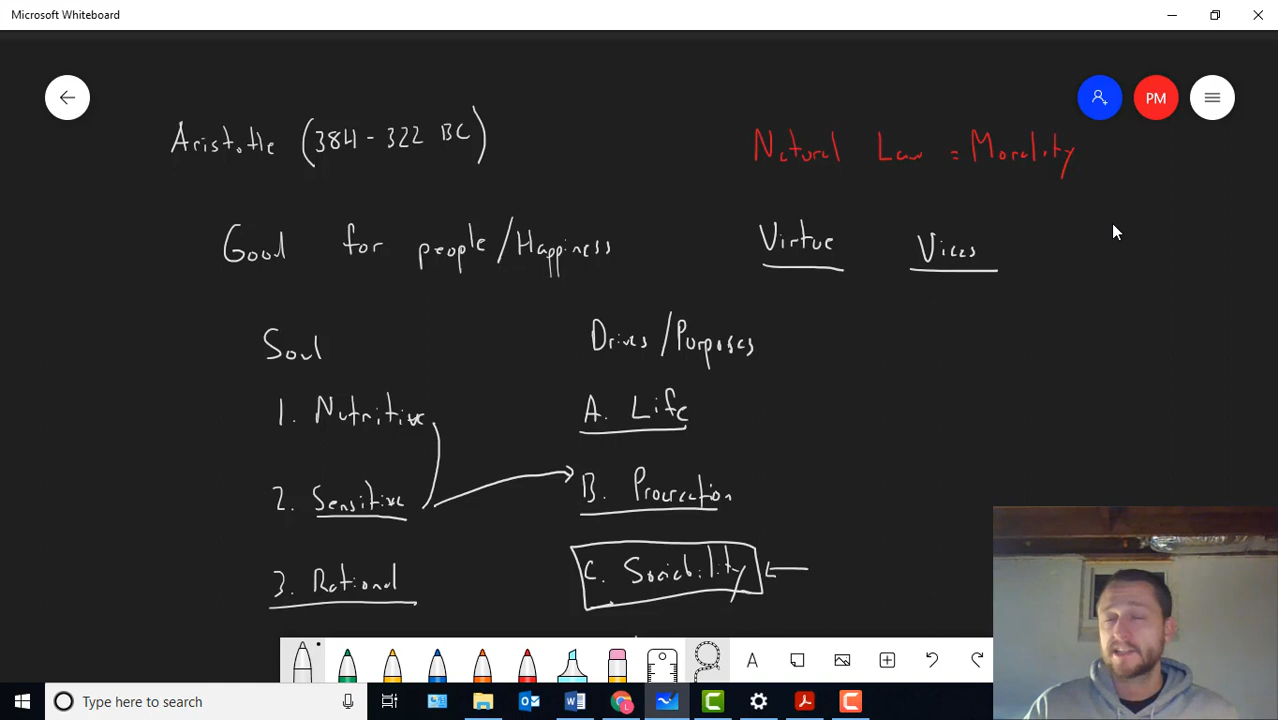 Microsoft Whiteboard
PM
Aristotle (384 - 322 BC)
Natural Law = Morality
Good for people/Happiness
Virtue Vices
Soul
Drives/Purposes
1. Nutritive
A. Life
2. Sensitive
B. Procreation
3. Rational
C. Sociability
A
Type here to search